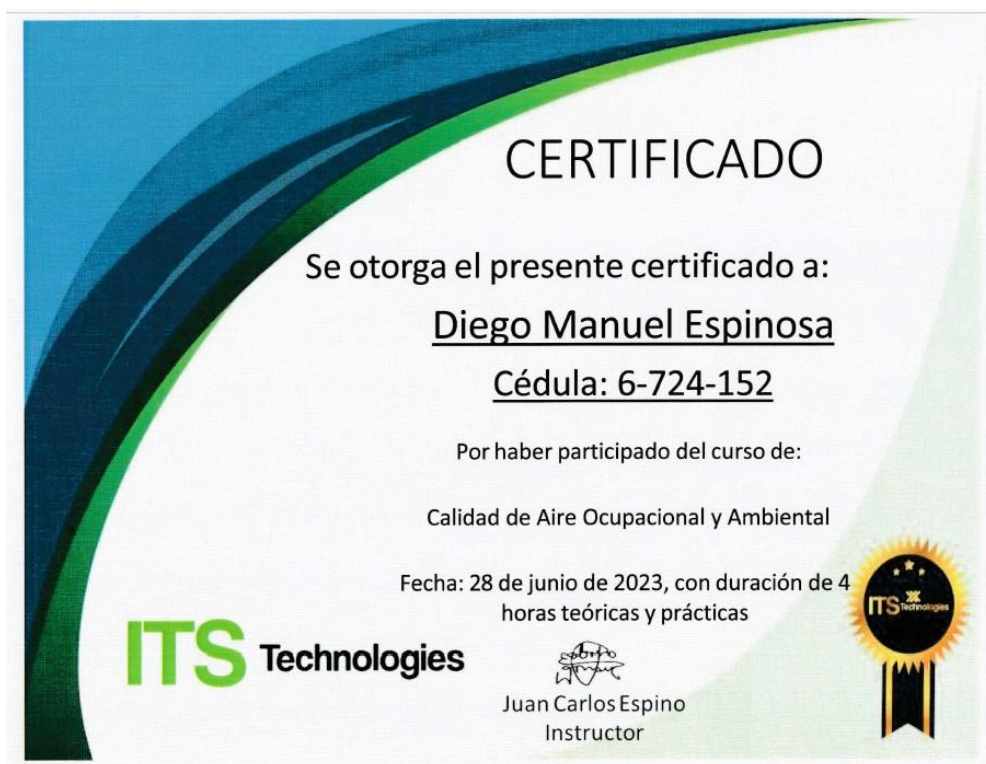 CERTIFICADO
Se otorga el presente certificado a:
Diego Manuel Espinosa
Cédula: 6-724-152
Por haber participado del curso de:
Calidad de Aire Ocupacional y Ambiental
Fecha: 28 de junio de 2023, con duración de 4
horas teóricas y prácticas
ITS Technologies
ITS Technologies
Juan Carlos Espino
Instructor